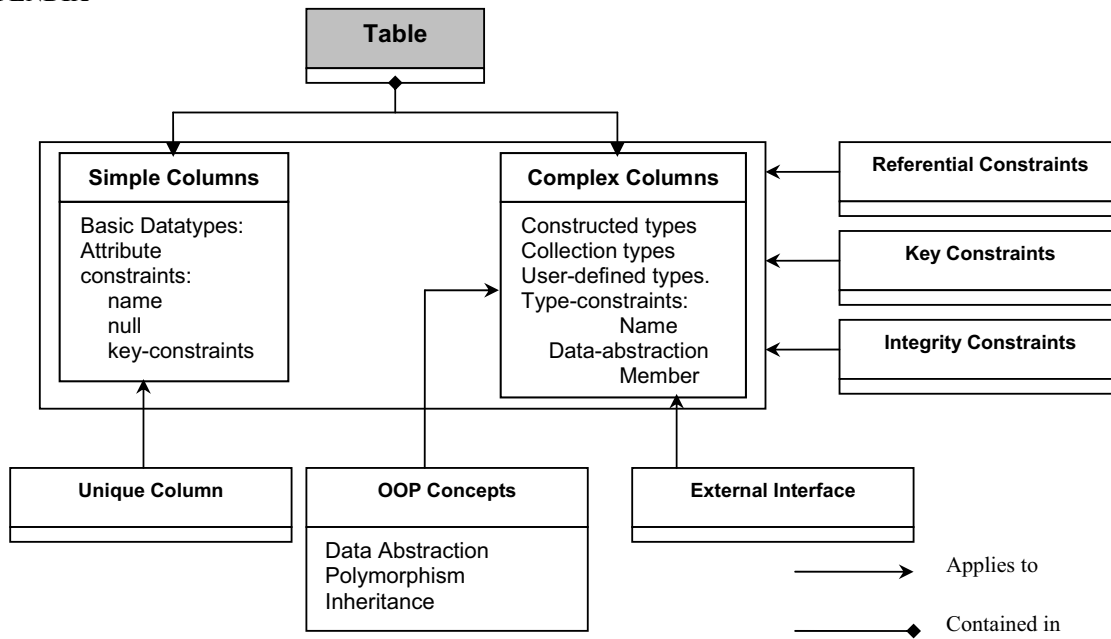 Table
Simple Columns
Basic Datatypes:
Attribute
constraints:
name
null
key-constraints
Complex Columns
Constructed types
Collection types
User-defined types.
Type-constraints:
Name
Data-abstraction
Member
Referential Constraints
Key Constraints
Integrity Constraints
Unique Column
OOP Concepts
Data Abstraction
Polymorphism
Inheritance
External Interface
Applies to
Contained in